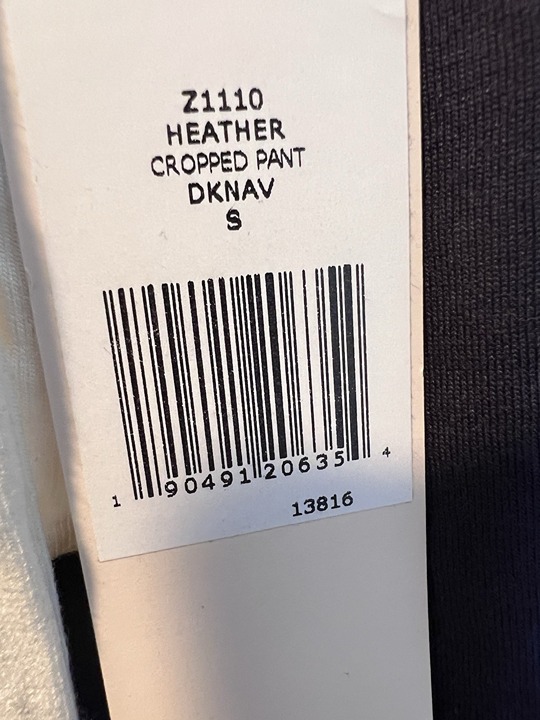 Z1110
HEATHER
CROPPED PANT
DKNAV
S
1 90491 20635 4
13816